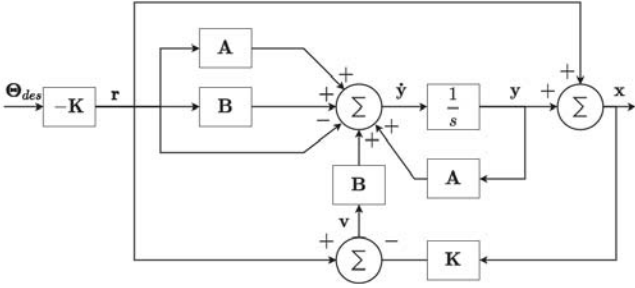 A
+
Θ_des
−K
r
B
+
−
+
∑
+
ẏ
1/s
y
+
+
∑
x
B
A
v
+
∑
−
K